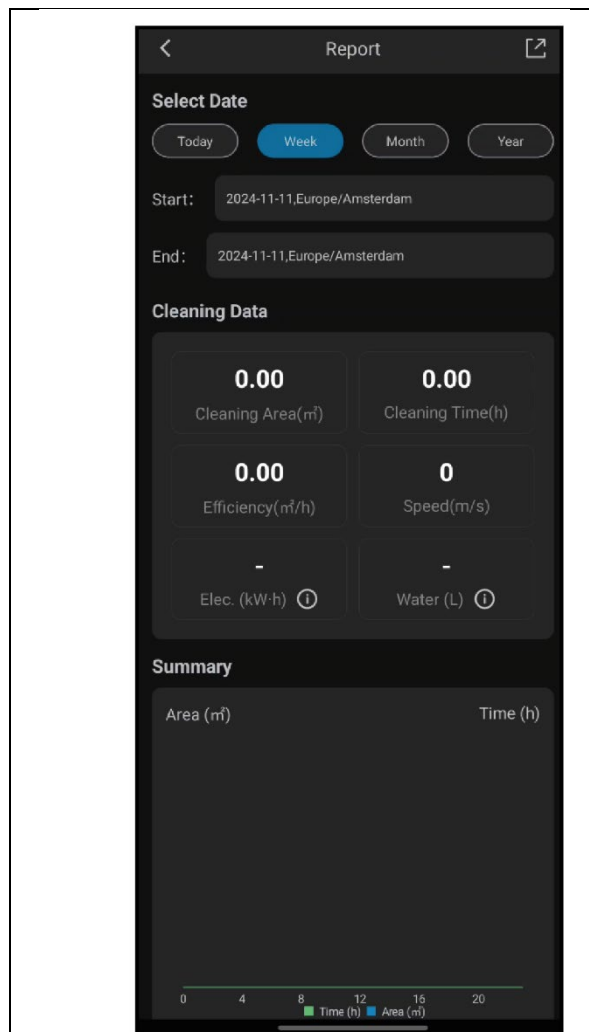 Report
Select Date
Today Week Month Year
Start: 2024-11-11,Europe/Amsterdam
End: 2024-11-11,Europe/Amsterdam
Cleaning Data
0.00 0.00
Cleaning Area(㎡) Cleaning Time(h)
0.00 0
Efficiency(㎡/h) Speed(m/s)
- -
Elec. (kW·h) Water (L)
Summary
Area (㎡) Time (h)
0 4 8 12 16 20
Time (h) Area (㎡)